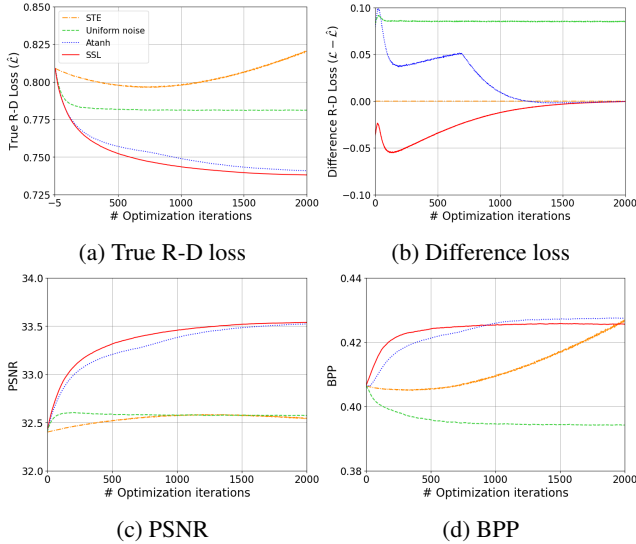 0.850
0.825
0.800
0.775
0.750
0.725
True R-D Loss (ℒ̂)
STE
Uniform noise
Atanh
SSL
-5 500 1000 1500 2000
# Optimization iterations
(a) True R-D loss
0.10
0.05
0.00
−0.05
−0.10
Difference R-D Loss (ℒ − ℒ̂)
0 500 1000 1500 2000
# Optimization iterations
(b) Difference loss
34.0
33.5
33.0
32.5
32.0
PSNR
0 500 1000 1500 2000
# Optimization iterations
(c) PSNR
0.44
0.42
0.40
0.38
BPP
0 500 1000 1500 2000
# Optimization iterations
(d) BPP